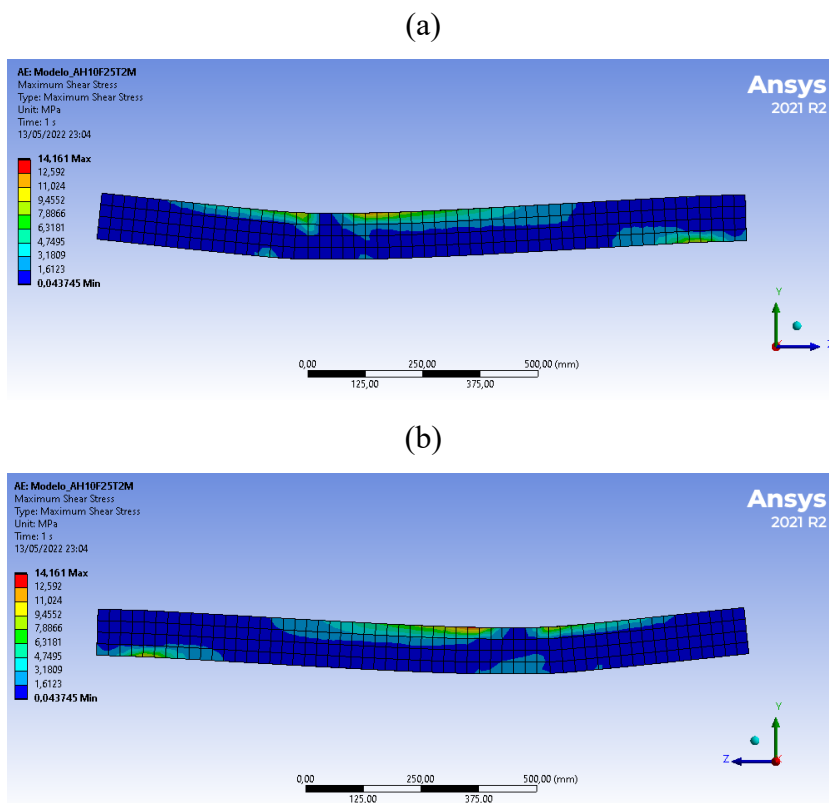 (a)
AE: Modelo_AH10F25T2M
Maximum Shear Stress
Type: Maximum Shear Stress
Unit: MPa
Time: 1 s
13/05/2022 23:04
Ansys
2021 R2
14,161 Max
12,592
11,024
9,4552
7,8866
6,3181
4,7495
3,1809
1,6123
0,043745 Min
Y
Z
0,00 250,00 500,00 (mm)
125,00 375,00
(b)
AE: Modelo_AH10F25T2M
Maximum Shear Stress
Type: Maximum Shear Stress
Unit: MPa
Time: 1 s
13/05/2022 23:04
Ansys
2021 R2
14,161 Max
12,592
11,024
9,4552
7,8866
6,3181
4,7495
3,1809
1,6123
0,043745 Min
Y
Z
0,00 250,00 500,00 (mm)
125,00 375,00